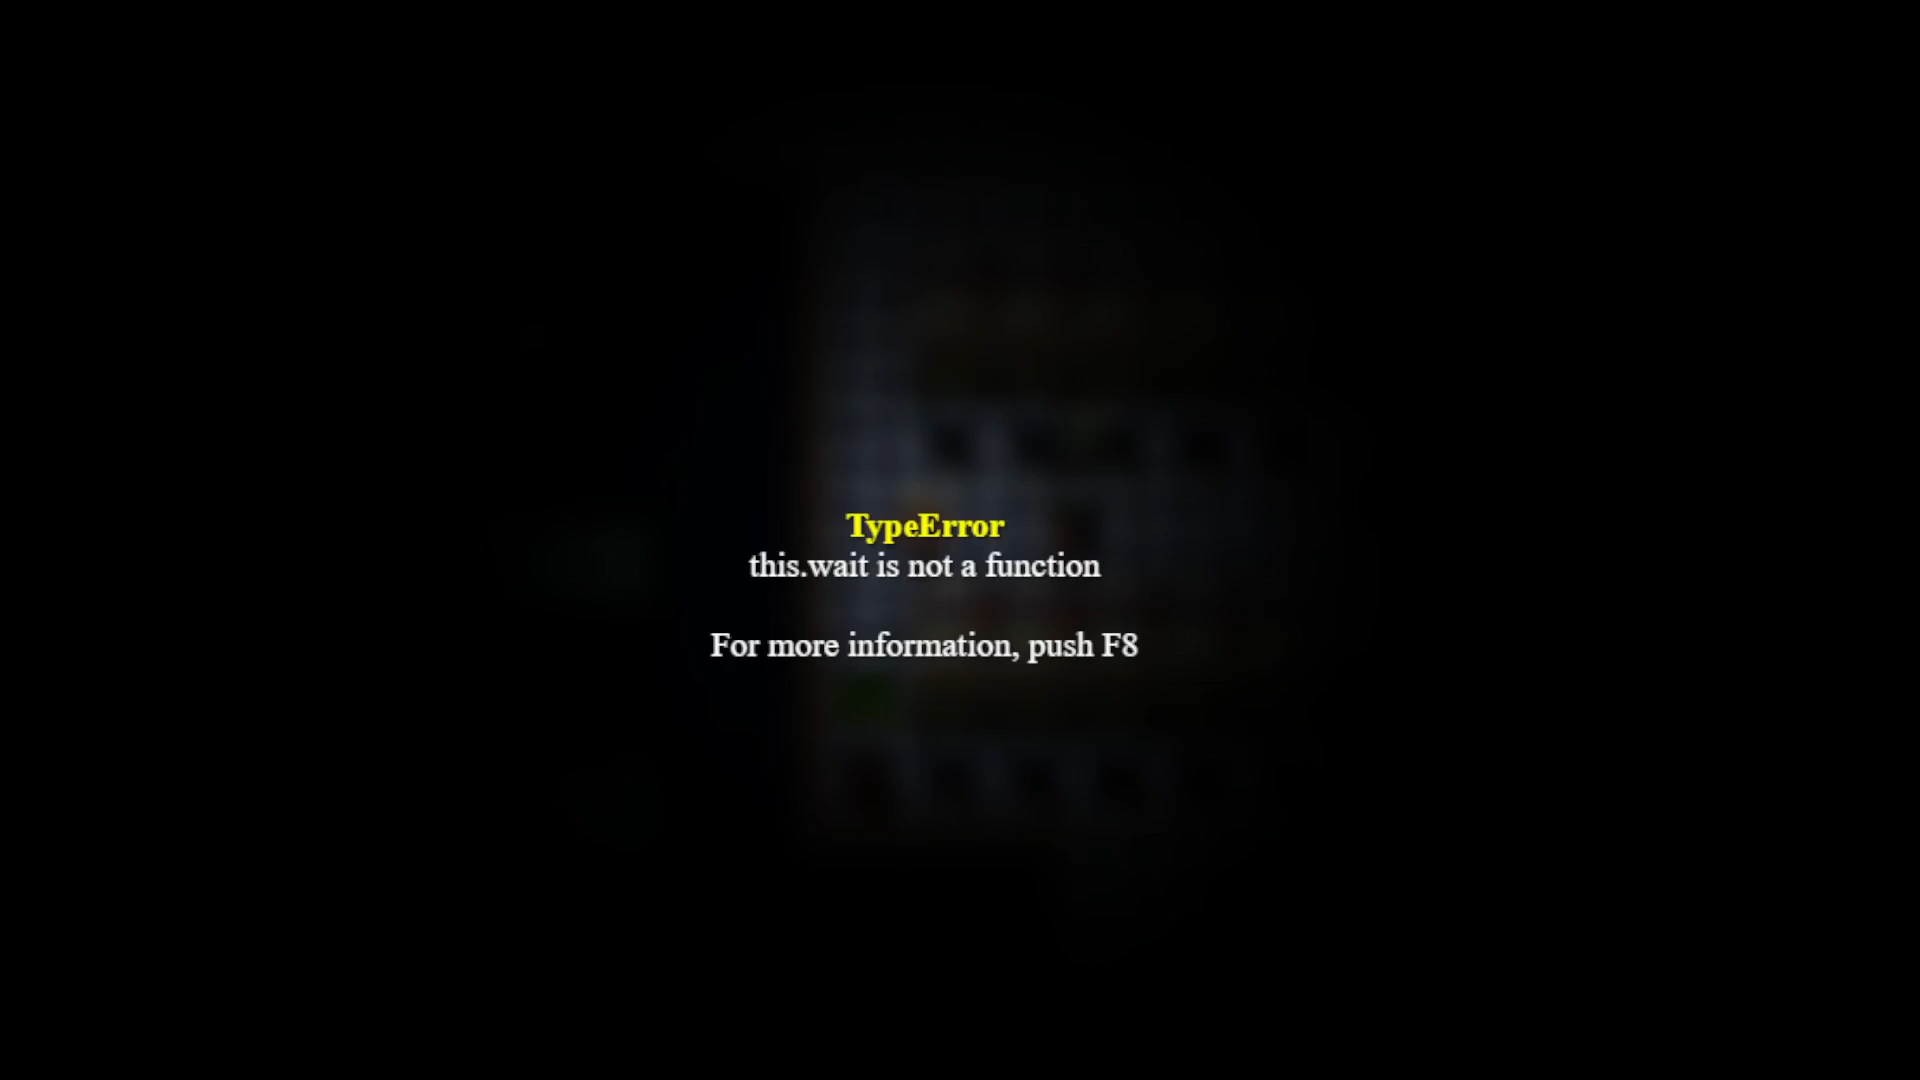 TypeError
this.wait is not a function
For more information, push F8